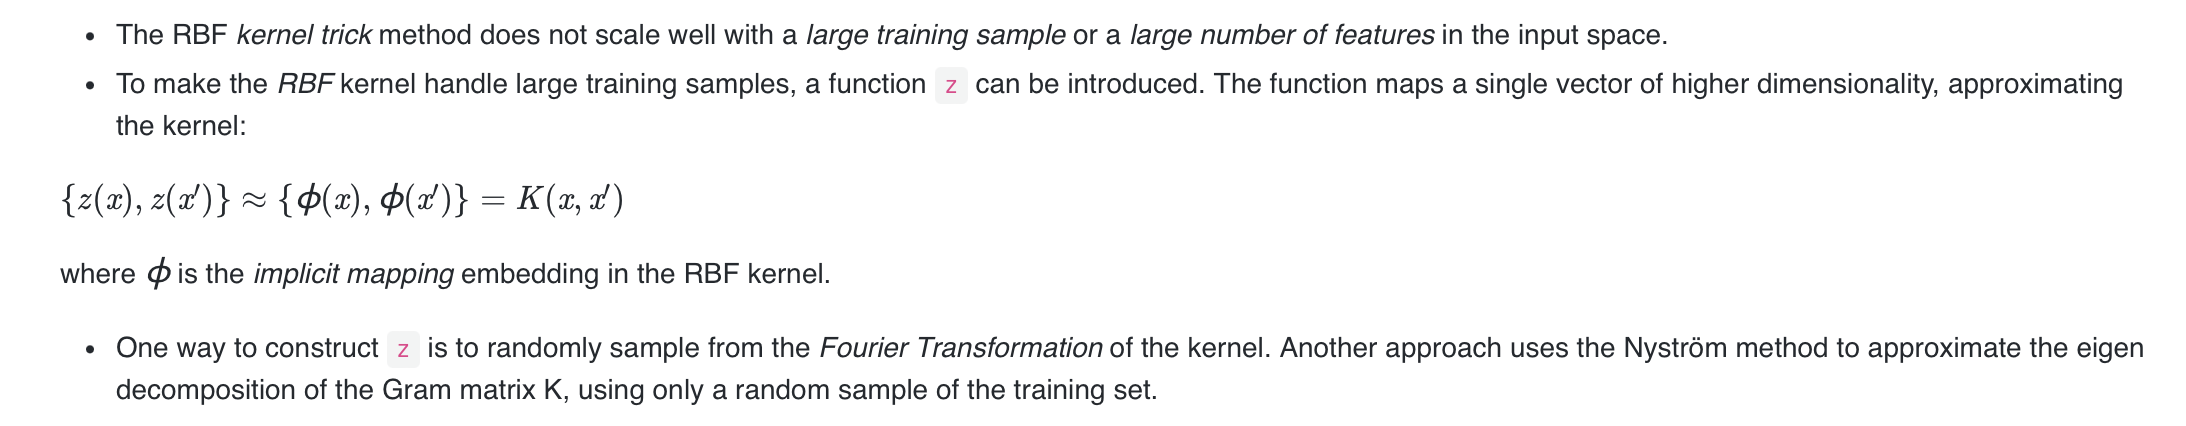 • The RBF kernel trick method does not scale well with a large training sample or a large number of features in the input space.
• To make the RBF kernel handle large training samples, a function z can be introduced. The function maps a single vector of higher dimensionality, approximating
the kernel:
{z(x), z(x′)} ≈ {ϕ(x), ϕ(x′)} = K(x, x′)
where ϕ is the implicit mapping embedding in the RBF kernel.
• One way to construct z is to randomly sample from the Fourier Transformation of the kernel. Another approach uses the Nyström method to approximate the eigen
decomposition of the Gram matrix K, using only a random sample of the training set.